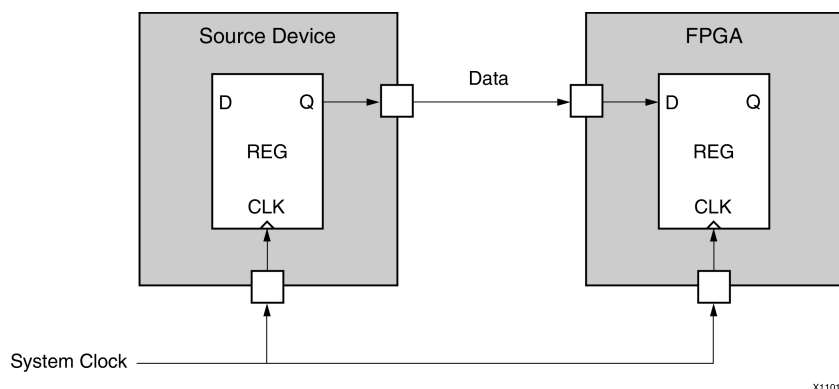 Source Device
FPGA
Data
D Q
D Q
REG
REG
CLK
CLK
System Clock